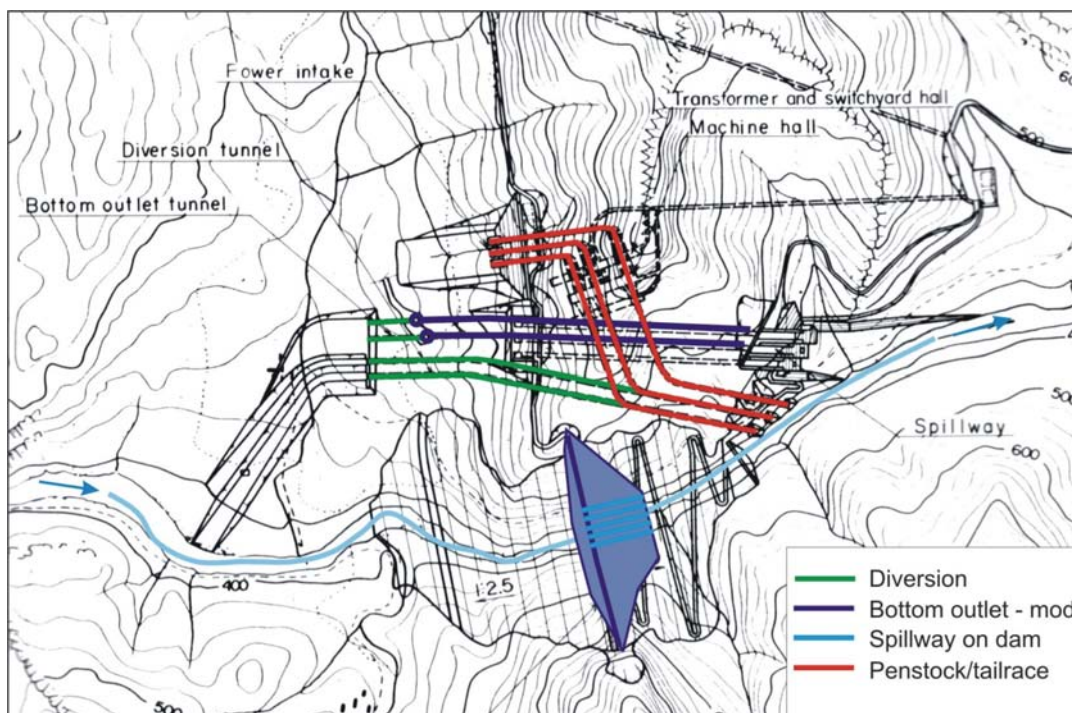 Fower intake
Transformer and switchyard hall
Machine hall
Diversion tunnel
Bottom outlet tunnel
500
Spillway
500
600
400
1:2.5
500
Diversion
Bottom outlet - mod
Spillway on dam
Penstock/tailrace